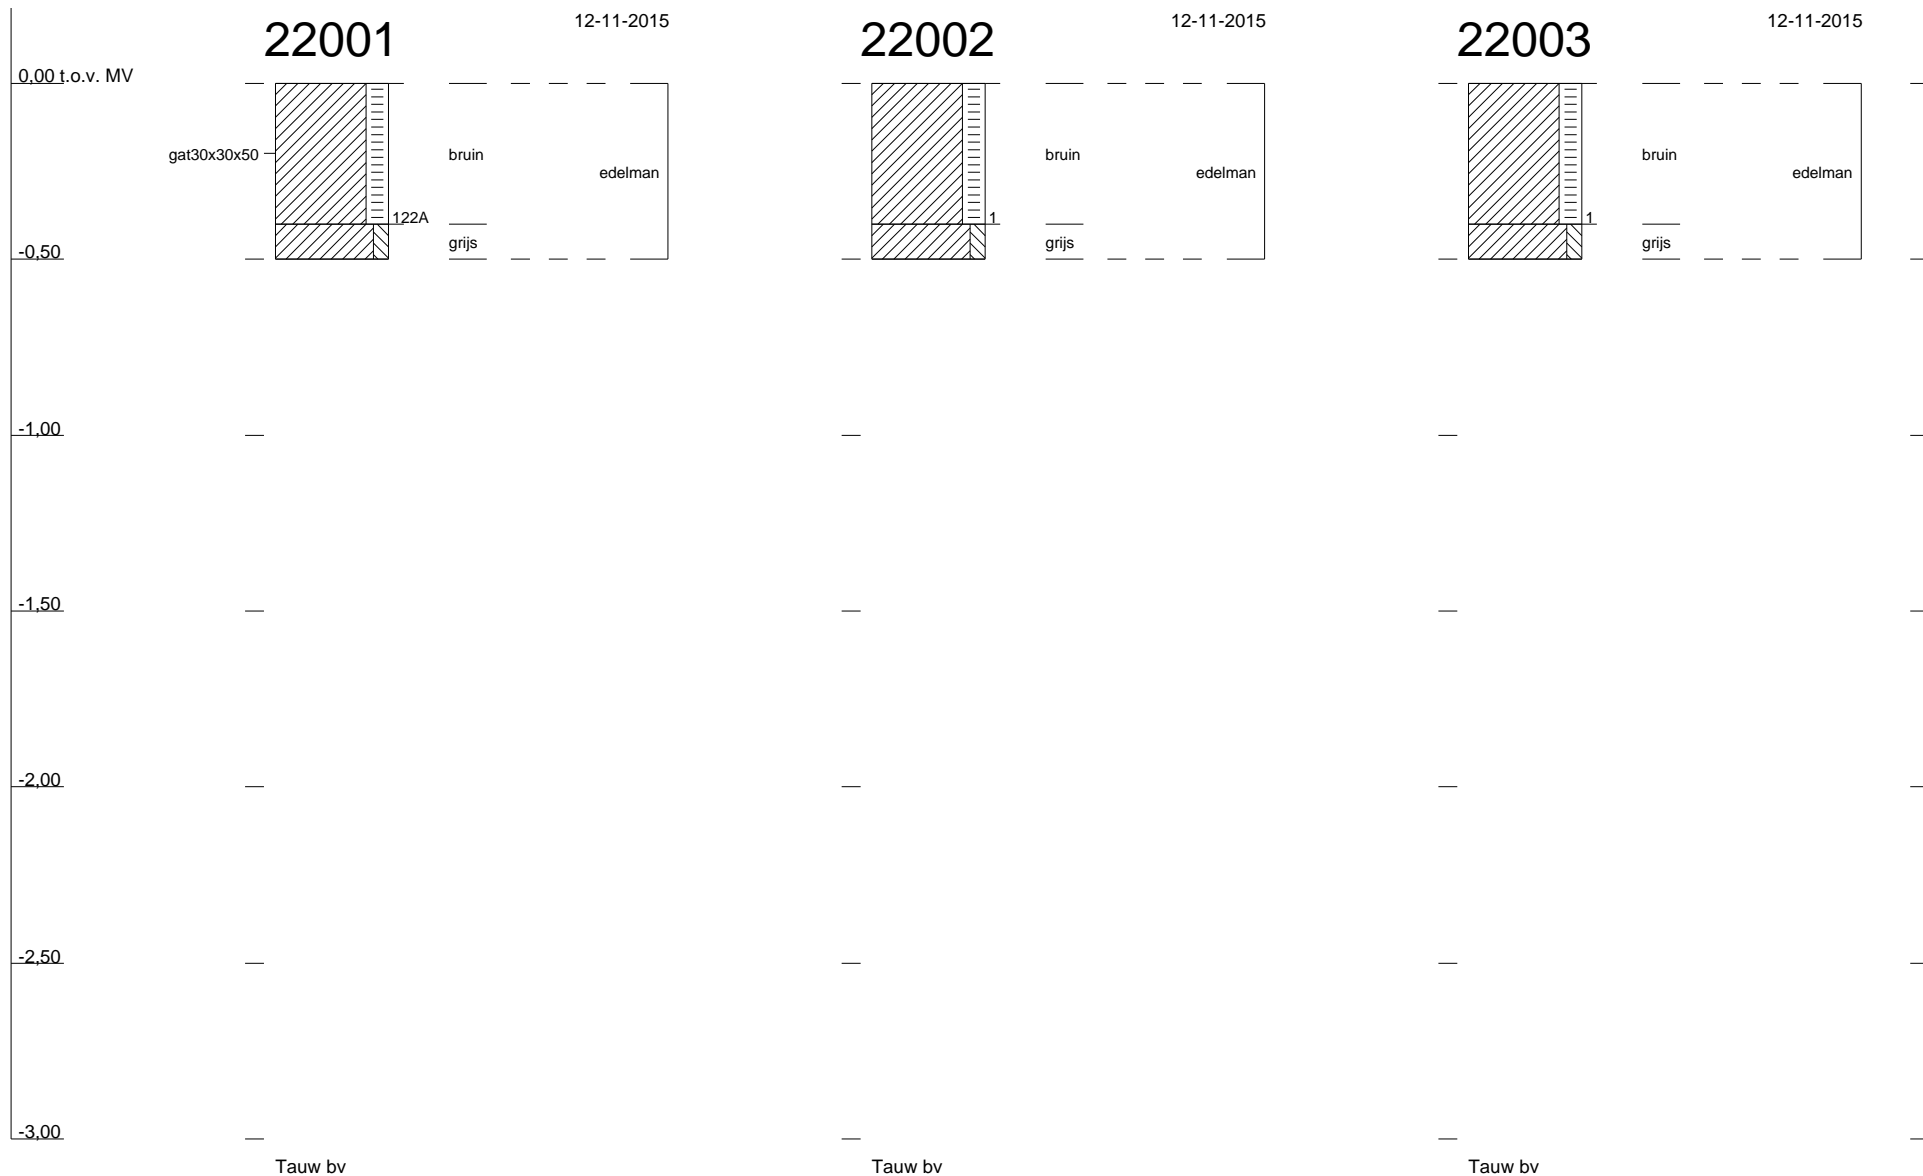 22001
12-11-2015
22002
12-11-2015
22003
12-11-2015
0,00 t.o.v. MV
gat30x30x50
bruin
edelman
bruin
edelman
bruin
edelman
122A
1
1
grijs
grijs
grijs
-0,50
-1,00
-1,50
-2,00
-2,50
-3,00
Tauw bv
Tauw bv
Tauw bv